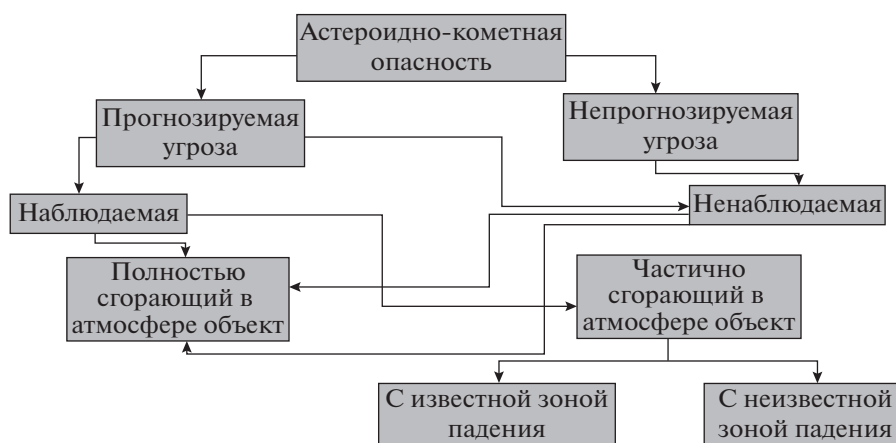 Астероидно-кометная
опасность
Прогнозируемая
угроза
Непрогнозируемая
угроза
Наблюдаемая
Ненаблюдаемая
Полностью
сгорающий в
атмосфере объект
Частично
сгорающий в
атмосфере объект
С известной зоной
падения
С неизвестной
зоной падения